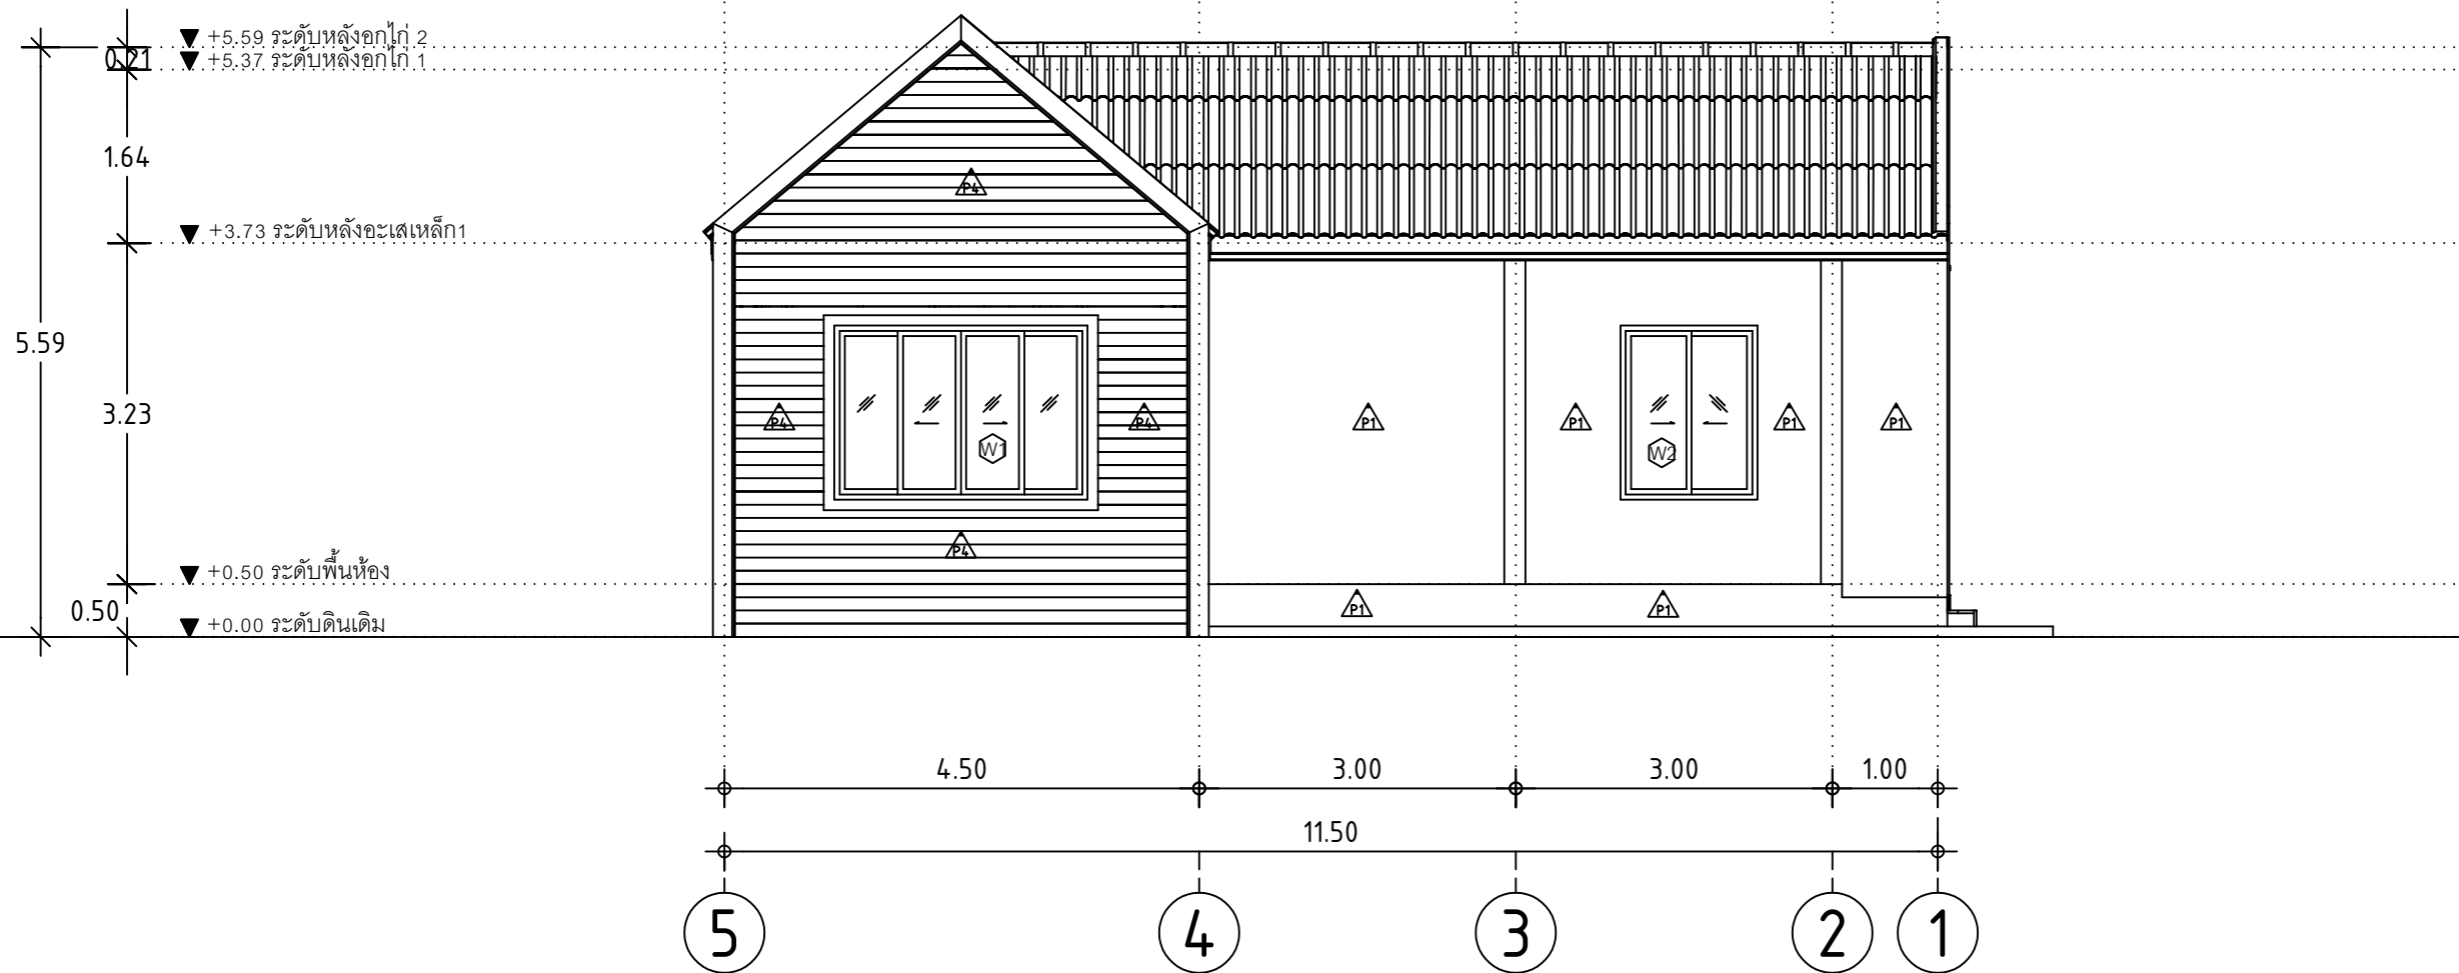 +5.59 ระดับหลังอกไก่ 2
0.21
+5.37 ระดับหลังอกไก่ 1
1.64
P4
+3.73 ระดับหลังอะเสเหล็ก1
5.59
3.23
P4
P4
P1
P1
P1
P1
W1
W2
P4
+0.50 ระดับพื้นห้อง
0.50
P1
P1
+0.00 ระดับดินเดิม
4.50
3.00
3.00
1.00
11.50
5
4
3
2
1